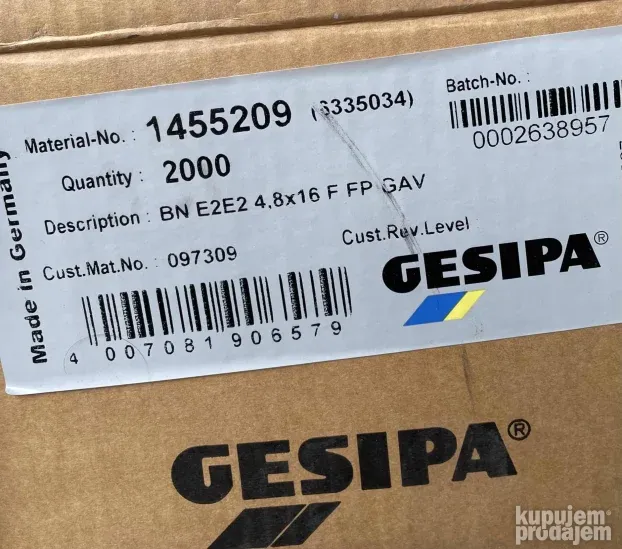 Made in Germany
Material-No. : 1455209 (6335034)
Batch-No. :
0002638957
Quantity : 2000
Description : BN E2E2 4,8x16 F FP GAV
Cust.Mat.No. : 097309
Cust.Rev.Level
GESIPA®
4 007081 906579
GESIPA®
kupujem
prodajem